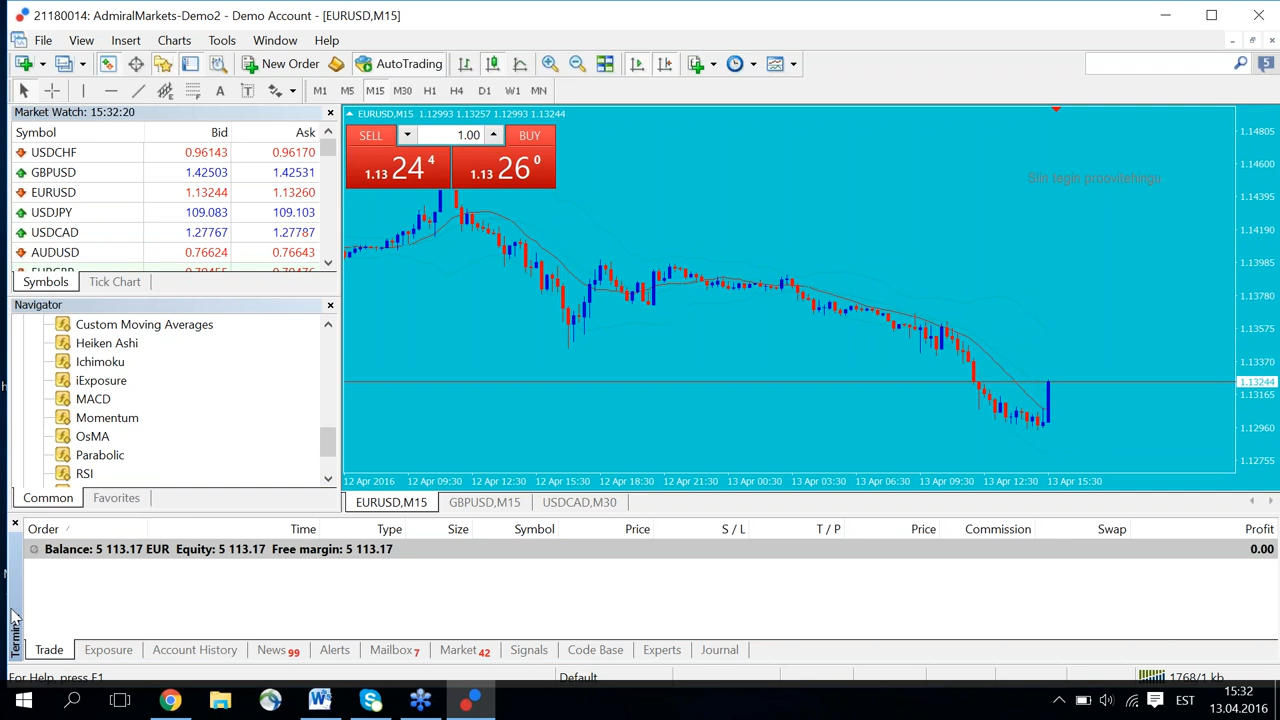 21180014: AdmiralMarkets-Demo2 - Demo Account - [EURUSD,M15]
File View Insert Charts Tools Window Help
New Order AutoTrading 5
A T M1 M5 M15 M30 H1 H4 D1 W1 MN
Market Watch: 15:32:20
Symbol Bid Ask
USDCHF 0.96143 0.96170
GBPUSD 1.42503 1.42531
EURUSD 1.13244 1.13260
USDJPY 109.083 109.103
USDCAD 1.27767 1.27787
AUDUSD 0.76624 0.76643
Symbols Tick Chart
Navigator
Custom Moving Averages
Heiken Ashi
Ichimoku
iExposure
MACD
Momentum
OsMA
Parabolic
RSI
Common Favorites
EURUSD,M15 1.12993 1.13257 1.12993 1.13244
SELL 1.00 BUY
1.13 24 4 1.13 26 0
Siin tegin proovitehingu
1.14805
1.14600
1.14395
1.14190
1.13985
1.13780
1.13575
1.13370
1.13244
1.13165
1.12960
1.12755
12 Apr 2016 12 Apr 09:30 12 Apr 12:30 12 Apr 15:30 12 Apr 18:30 12 Apr 21:30 13 Apr 00:30 13 Apr 03:30 13 Apr 06:30 13 Apr 09:30 13 Apr 12:30 13 Apr 15:30
EURUSD,M15 GBPUSD,M15 USDCAD,M30
Order Time Type Size Symbol Price S / L T / P Price Commission Swap Profit
Balance: 5 113.17 EUR Equity: 5 113.17 Free margin: 5 113.17 0.00
Trade Exposure Account History News 99 Alerts Mailbox 7 Market 42 Signals Code Base Experts Journal
For Help, press F1 Default 1768/1 kb
EST 15:32
13.04.2016